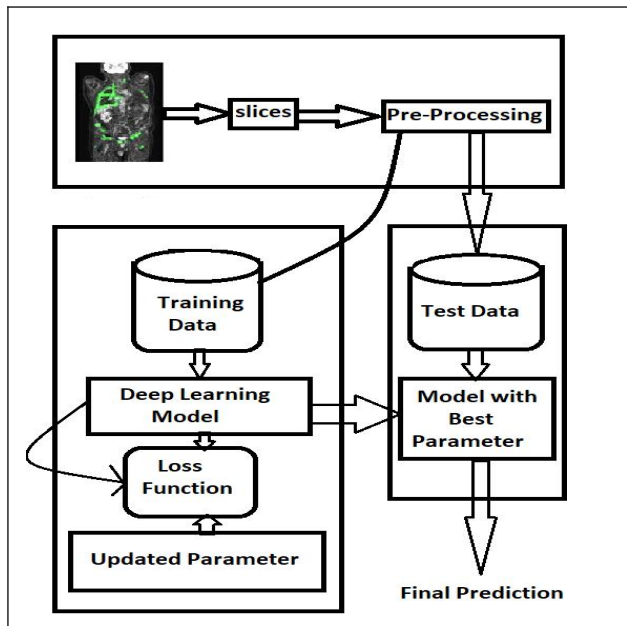 slices
Pre-Processing
Training
Data
Test Data
Deep Learning
Model
Model with
Best
Parameter
Loss
Function
Updated Parameter
Final Prediction